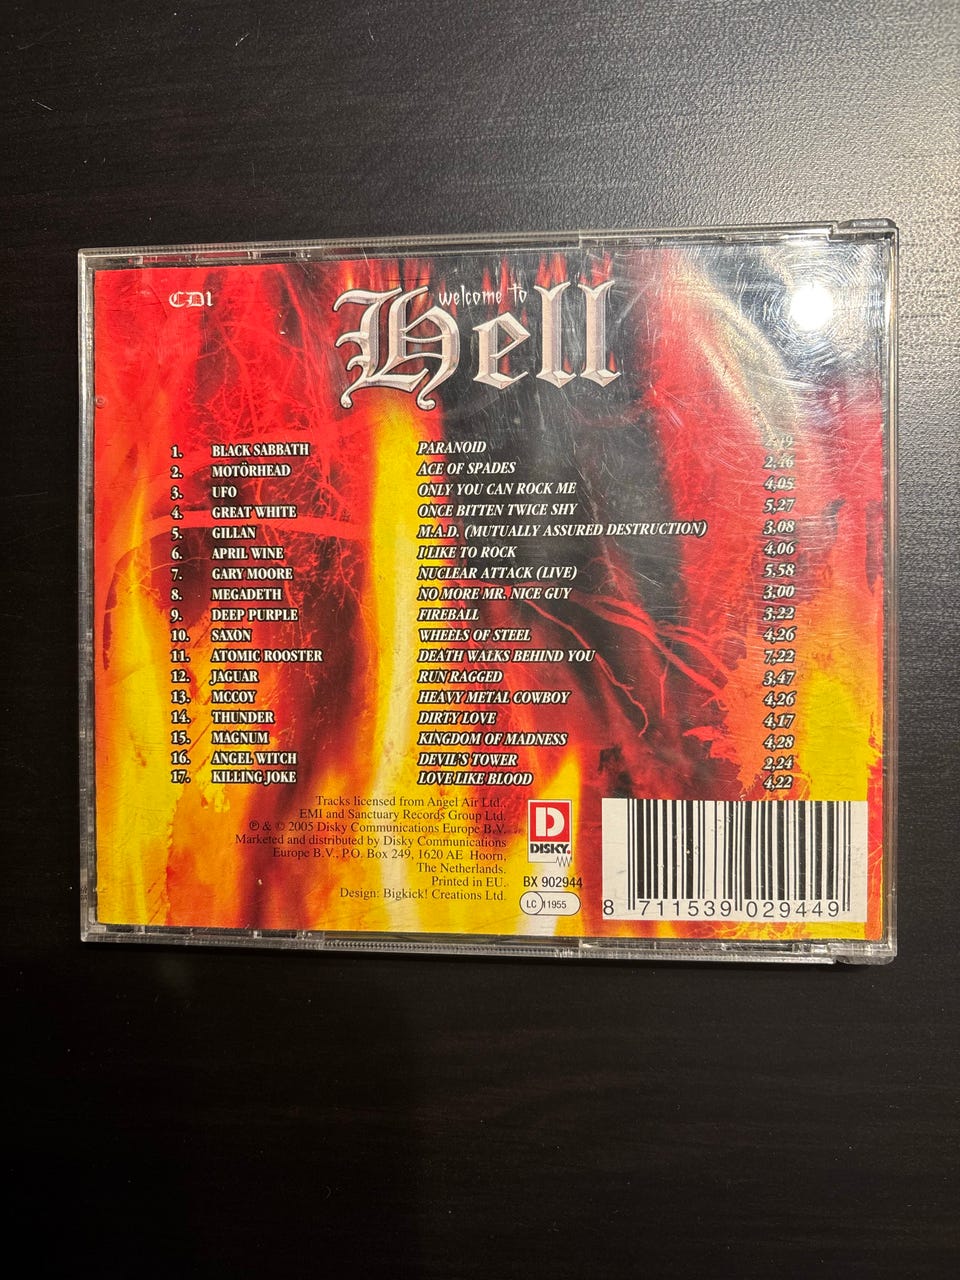 CD1
welcome to
Hell
1. BLACK SABBATH PARANOID 2,49
2. MOTÖRHEAD ACE OF SPADES 2,46
3. UFO ONLY YOU CAN ROCK ME 4,05
4. GREAT WHITE ONCE BITTEN TWICE SHY 5,27
5. GILLAN M.A.D. (MUTUALLY ASSURED DESTRUCTION) 3,08
6. APRIL WINE I LIKE TO ROCK 4,06
7. GARY MOORE NUCLEAR ATTACK (LIVE) 5,58
8. MEGADETH NO MORE MR. NICE GUY 3,00
9. DEEP PURPLE FIREBALL 3,22
10. SAXON WHEELS OF STEEL 4,26
11. ATOMIC ROOSTER DEATH WALKS BEHIND YOU 7,22
12. JAGUAR RUN RAGGED 3,47
13. MCCOY HEAVY METAL COWBOY 4,26
14. THUNDER DIRTY LOVE 4,17
15. MAGNUM KINGDOM OF MADNESS 4,28
16. ANGEL WITCH DEVIL'S TOWER 2,24
17. KILLING JOKE LOVE LIKE BLOOD 4,22
Tracks licensed from Angel Air Ltd.,
EMI and Sanctuary Records Group Ltd.
℗ & © 2005 Disky Communications Europe B.V.
Marketed and distributed by Disky Communications
Europe B.V., P.O. Box 249, 1620 AE Hoorn,
The Netherlands.
Printed in EU.
Design: Bigkick! Creations Ltd.
D
DISKY
BX 902944
LC 11955
8 711539 029449